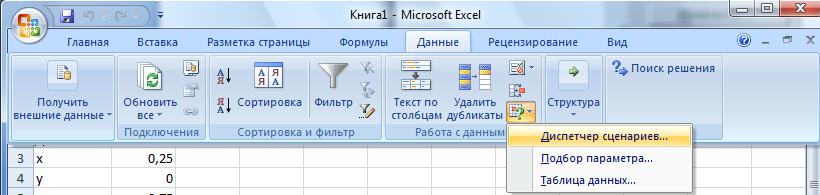 Книга1 - Microsoft Excel
Главная Вставка Разметка страницы Формулы Данные Рецензирование Вид
Получить внешние данные
Обновить все
Подключения
А Я
Я А
Сортировка
Фильтр
Сортировка и фильтр
Текст по столбцам
Удалить дубликаты
Работа с данным
Структура
Поиск решения
Диспетчер сценариев...
Подбор параметра...
Таблица данных...
3 x 0,25
4 y 0